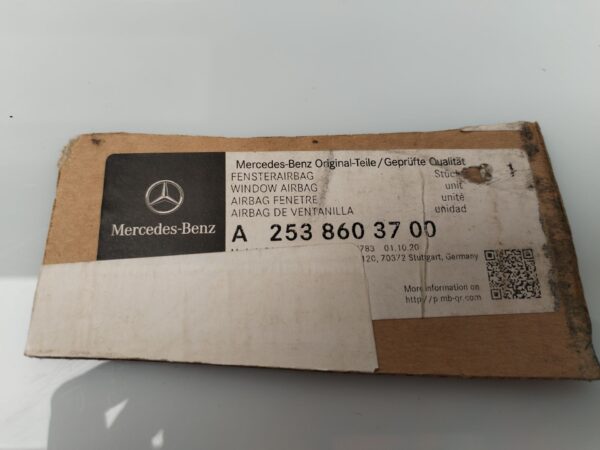 Mercedes-Benz Original-Teile/Geprüfte Qualität
FENSTERAIRBAG Stück 1
WINDOW AIRBAG unit
AIRBAG FENETRE unité
AIRBAG DE VENTANILLA unidad
Mercedes-Benz
A 253 860 37 00
783 01.10.20
120, 70372 Stuttgart, Germany
More information on
http://p.mb-qr.com